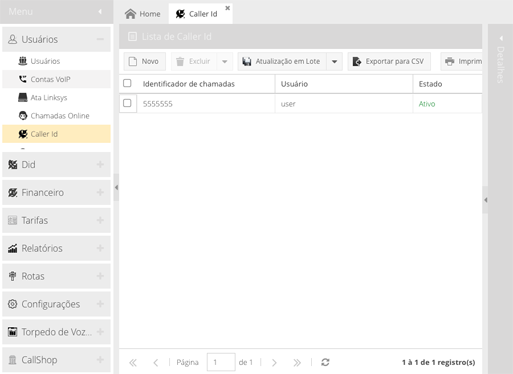 Menu
Home
Caller Id
Usuários
Usuários
Contas VoIP
Ata Linksys
Chamadas Online
Caller Id
Did
Financeiro
Tarifas
Relatórios
Rotas
Configurações
Torpedo de Voz...
CallShop
Lista de Caller Id
Novo
Excluir
Atualização em Lote
Exportar para CSV
Imprim
Identificador de chamadas Usuário Estado
5555555 user Ativo
Página 1 de 1
1 à 1 de 1 registro(s)
Detalhes